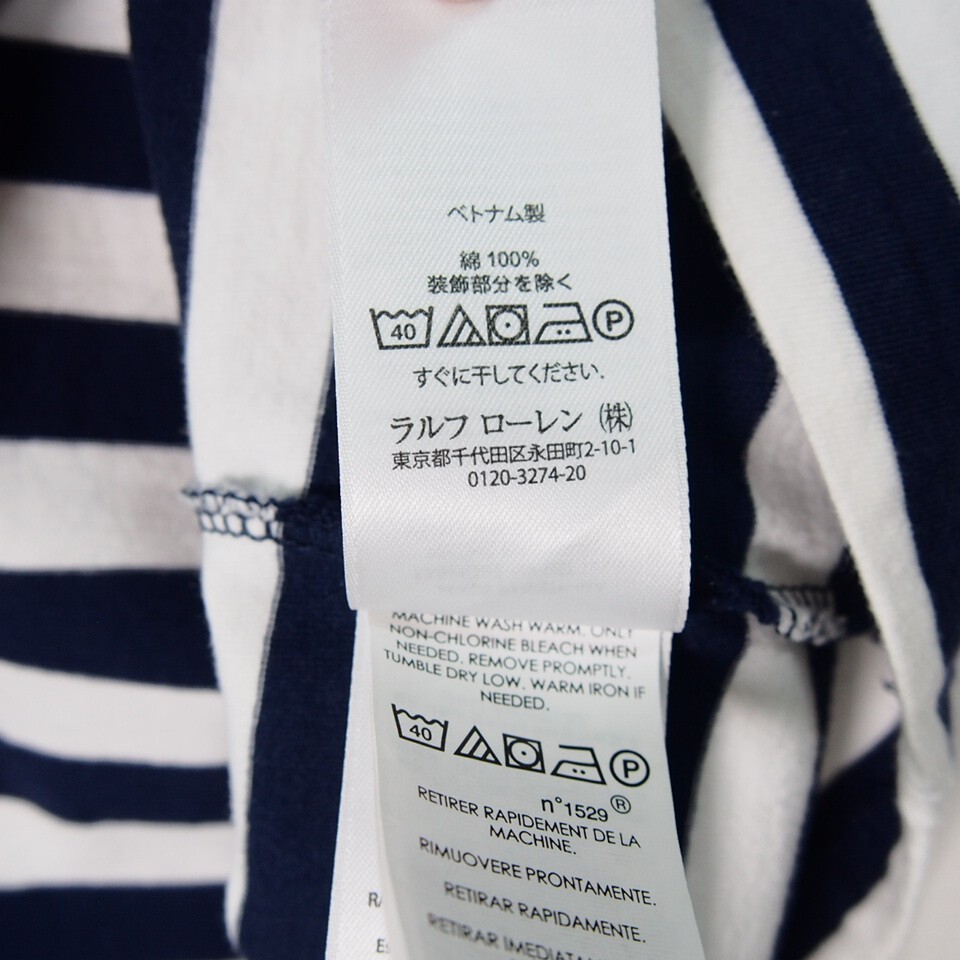 ベトナム製
綿 100%
装飾部分を除く
40 P
すぐに干してください.
ラルフ ローレン (株)
東京都千代田区永田町2-10-1
0120-3274-20
MACHINE WASH WARM. ONLY
NON-CHLORINE BLEACH WHEN
NEEDED. REMOVE PROMPTLY.
TUMBLE DRY LOW. WARM IRON IF
NEEDED.
40 P
n°1529®
RETIRER RAPIDEMENT DE LA
MACHINE.
RIMUOVERE PRONTAMENTE.
RETIRAR RAPIDAMENTE.
RETIRAR